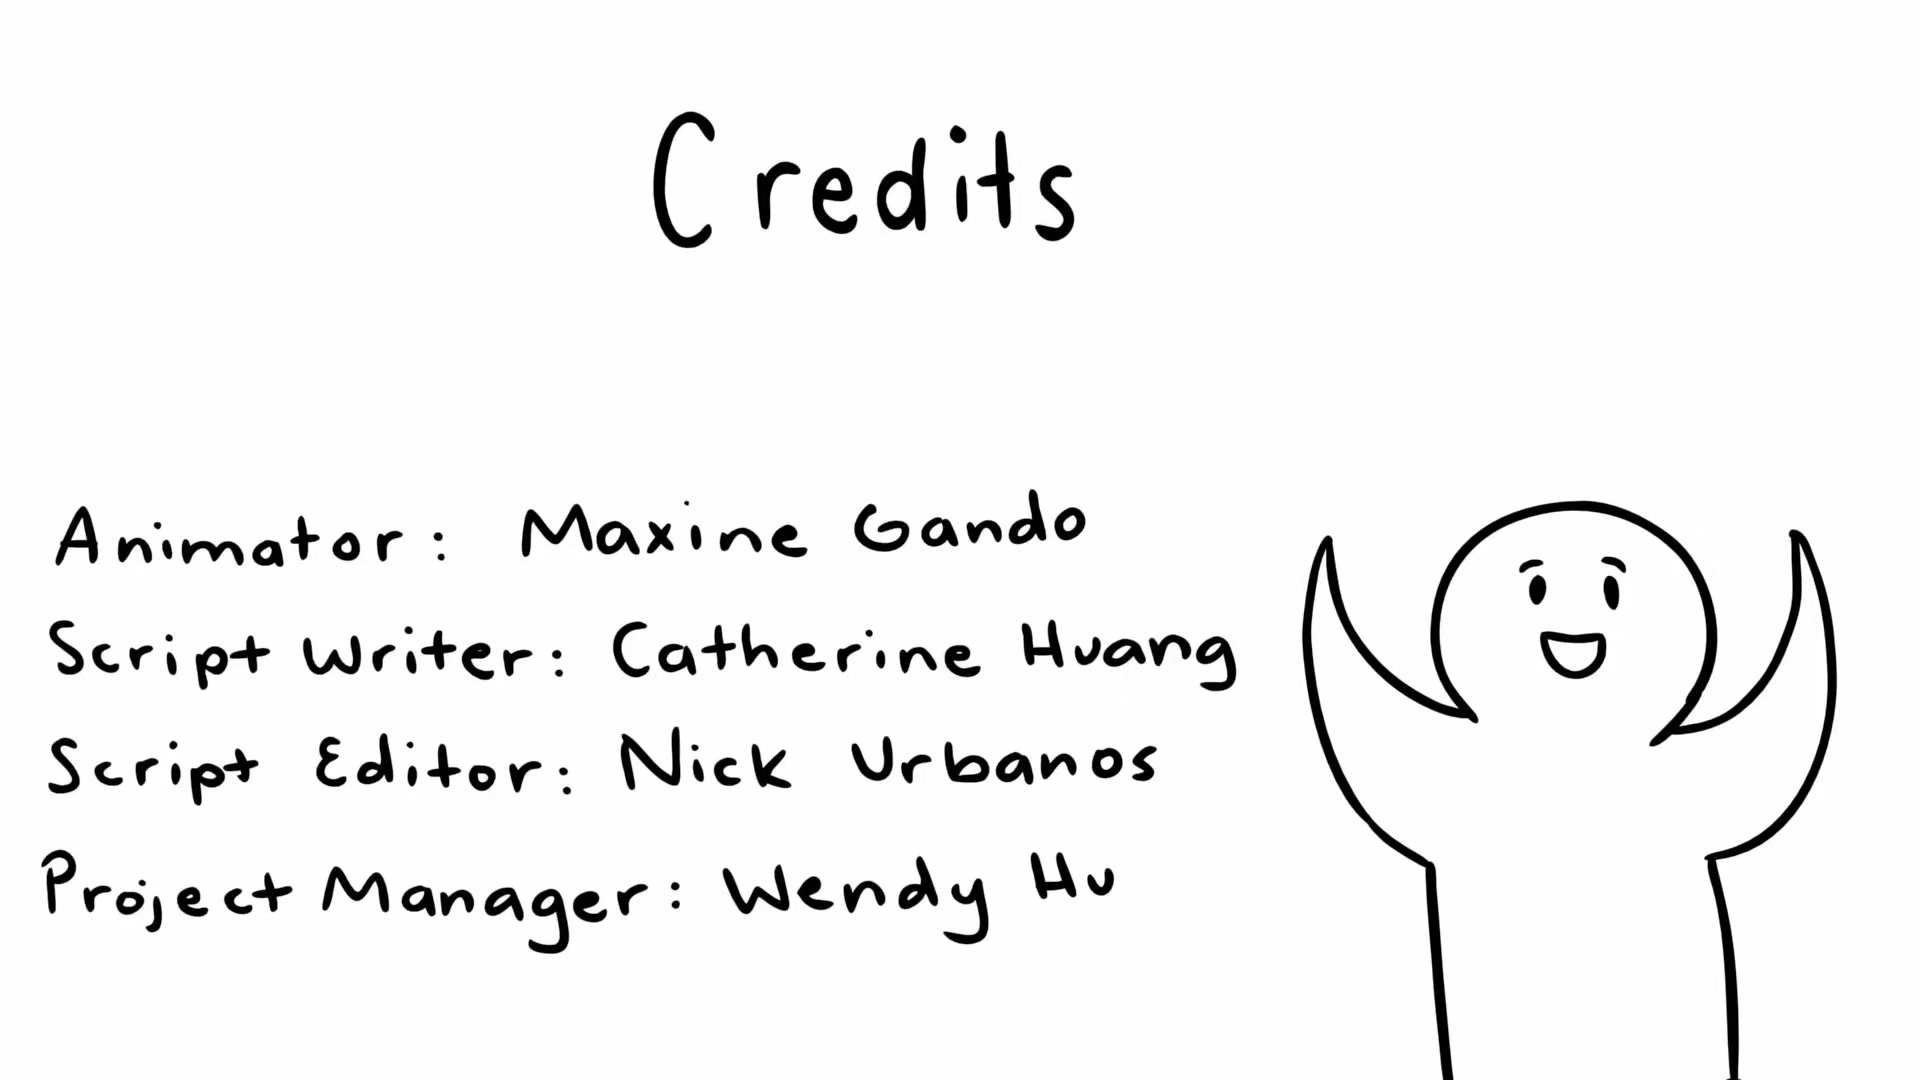 Credits
Animator: Maxine Gando
Script Writer: Catherine Huang
Script Editor: Nick Urbanos
Project Manager: Wendy Hu